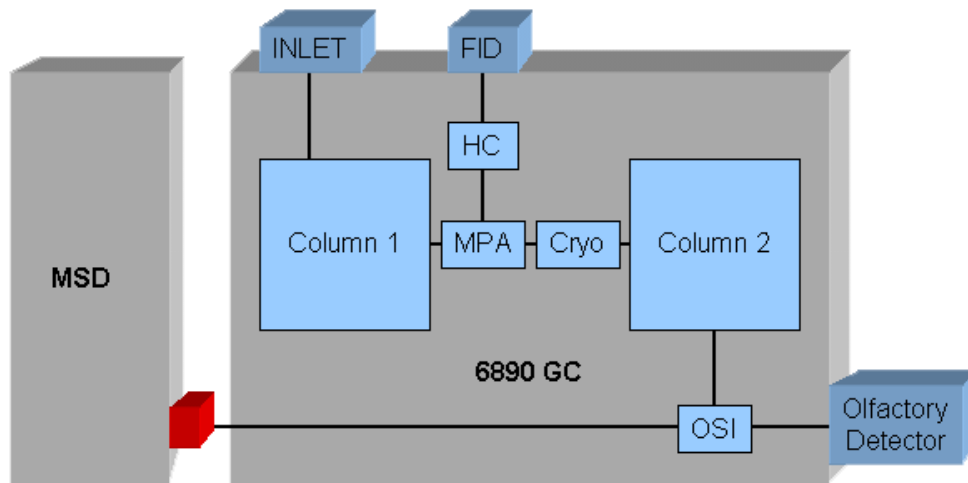 INLET
FID
HC
Column 1
MPA
Cryo
Column 2
MSD
6890 GC
OSI
Olfactory
Detector